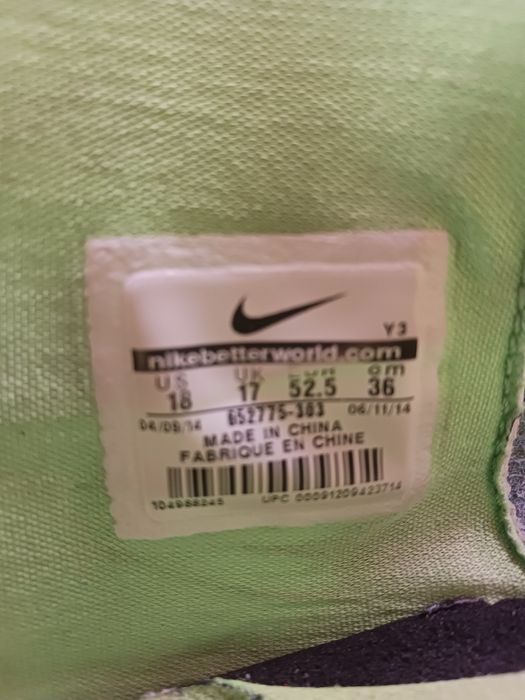 Y3
nikebetterworld.com
US UK EUR cm
18 17 52.5 36
652775-303
04/09/14 06/11/14
MADE IN CHINA
FABRIQUE EN CHINE
104988245 UPC 00091209423714